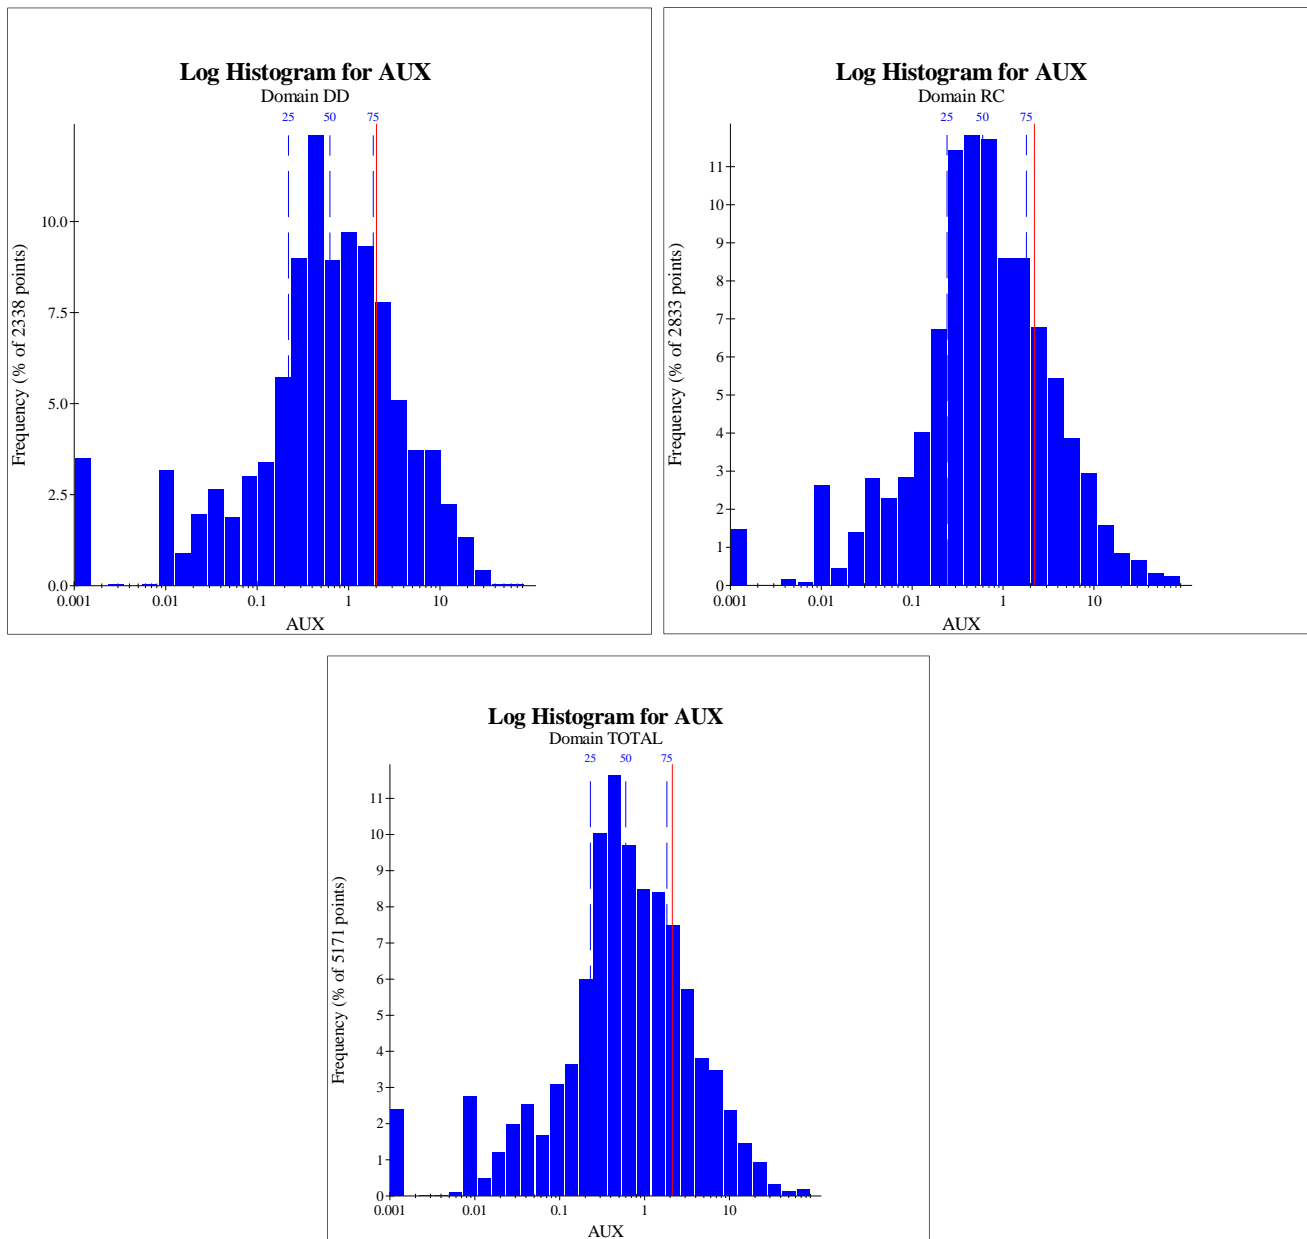 Log Histogram for AUX
Domain DD
25 50 75
Frequency (% of 2338 points)
10.0
7.5
5.0
2.5
0.0
0.001 0.01 0.1 1 10
AUX
Log Histogram for AUX
Domain RC
25 50 75
Frequency (% of 2833 points)
11
10
9
8
7
6
5
4
3
2
1
0
0.001 0.01 0.1 1 10
AUX
Log Histogram for AUX
Domain TOTAL
25 50 75
Frequency (% of 5171 points)
11
10
9
8
7
6
5
4
3
2
1
0
0.001 0.01 0.1 1 10
AUX